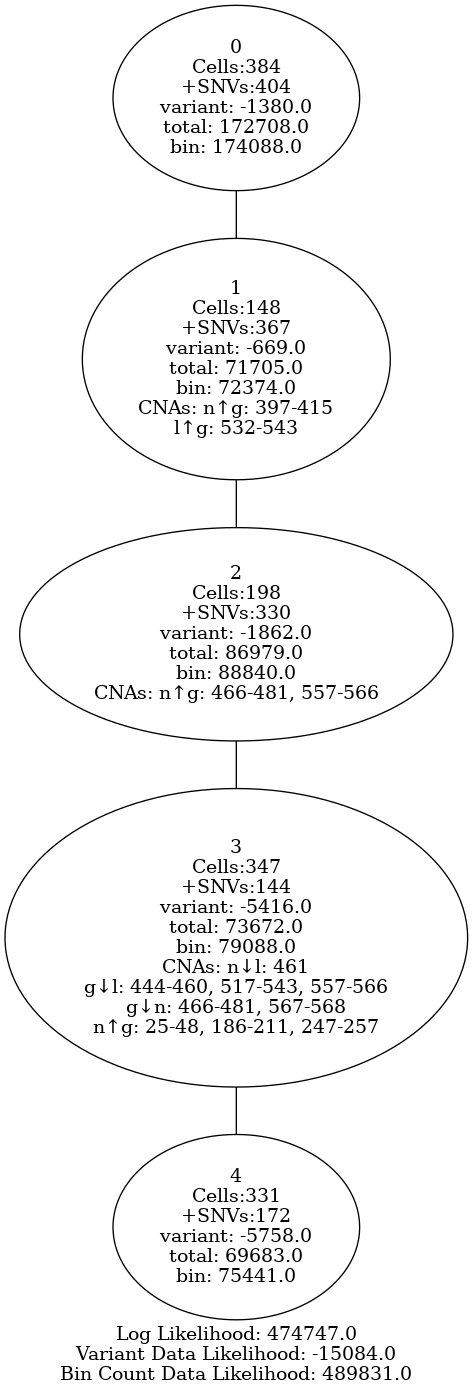 0
Cells:384
+SNVs:404
variant: -1380.0
total: 172708.0
bin: 174088.0
1
Cells:148
+SNVs:367
variant: -669.0
total: 71705.0
bin: 72374.0
CNAs: n↑g: 397-415
l↑g: 532-543
2
Cells:198
+SNVs:330
variant: -1862.0
total: 86979.0
bin: 88840.0
CNAs: n↑g: 466-481, 557-566
3
Cells:347
+SNVs:144
variant: -5416.0
total: 73672.0
bin: 79088.0
CNAs: n↓l: 461
g↓l: 444-460, 517-543, 557-566
g↓n: 466-481, 567-568
n↑g: 25-48, 186-211, 247-257
4
Cells:331
+SNVs:172
variant: -5758.0
total: 69683.0
bin: 75441.0
Log Likelihood: 474747.0
Variant Data Likelihood: -15084.0
Bin Count Data Likelihood: 489831.0